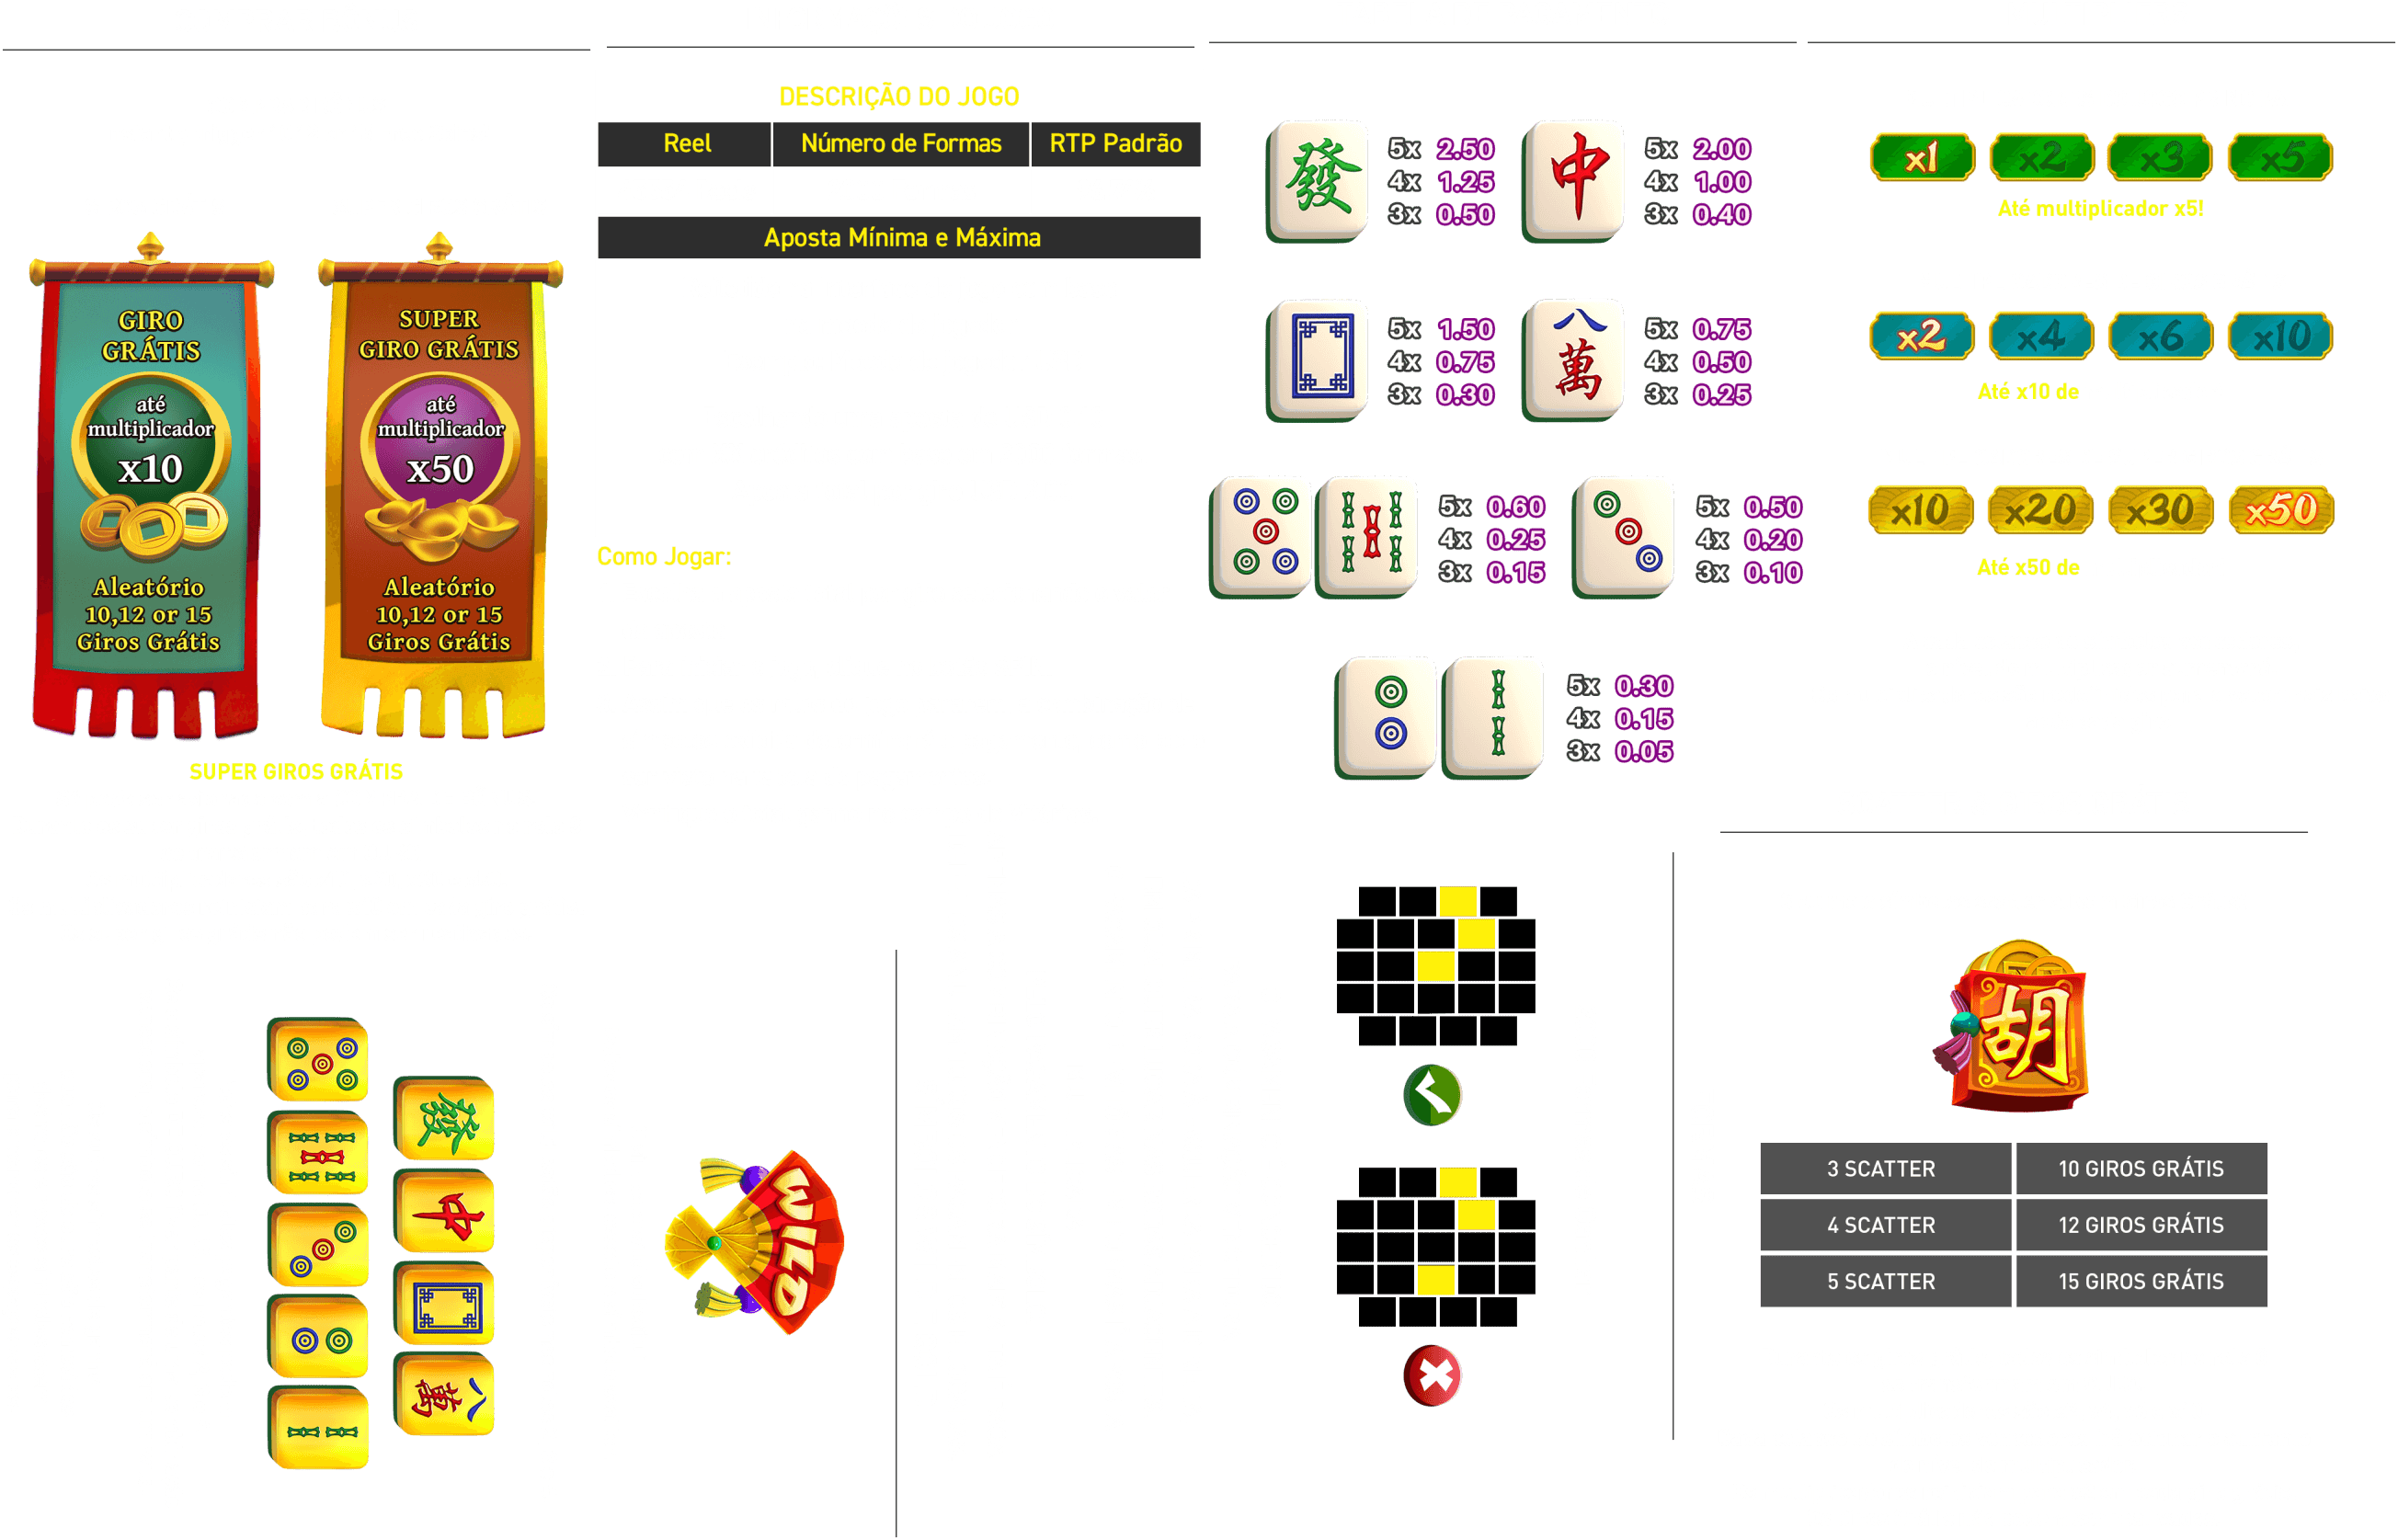 GIRO
GRÁTIS
até
multiplicador
x10
Aleatório
10,12 or 15
Giros Grátis
SUPER
GIRO GRÁTIS
até
multiplicador
x50
Aleatório
10,12 or 15
Giros Grátis
SUPER GIROS GRÁTIS
DESCRIÇÃO DO JOGO
Reel Número de Formas RTP Padrão
Aposta Mínima e Máxima
Como Jogar:
發
5x 2.50
4x 1.25
3x 0.50
中
5x 2.00
4x 1.00
3x 0.40
5x 1.50
4x 0.75
3x 0.30
八
萬
5x 0.75
4x 0.50
3x 0.25
5x 0.60
4x 0.25
3x 0.15
5x 0.50
4x 0.20
3x 0.10
5x 0.30
4x 0.15
3x 0.05
x1 x2 x3 x5
Até multiplicador x5!
x2 x4 x6 x10
Até x10 de
x10 x20 x30 x50
Até x50 de
發
中
八
萬
WILD
胡
3 SCATTER 10 GIROS GRÁTIS
4 SCATTER 12 GIROS GRÁTIS
5 SCATTER 15 GIROS GRÁTIS